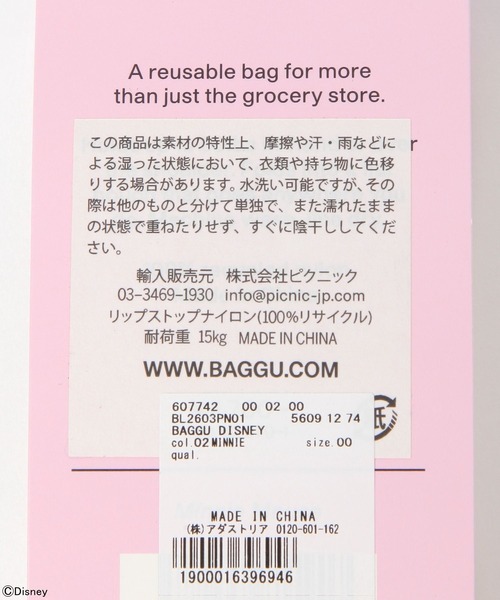 A reusable bag for more
than just the grocery store.
この商品は素材の特性上、摩擦や汗・雨などに
よる湿った状態において、衣類や持ち物に色移
りする場合があります。水洗い可能ですが、その
際は他のものと分けて単独で、また濡れたまま
の状態で重ねたりせず、すぐに陰干ししてくだ
さい。
輸入販売元 株式会社ピクニック
03-3469-1930 info@picnic-jp.com
リップストップナイロン(100%リサイクル)
耐荷重 15kg MADE IN CHINA
WWW.BAGGU.COM
紙
607742 00 02 00
BL2603PN01 5609 12 74
BAGGU DISNEY
col.02MINNIE size.00
qual.
MADE IN CHINA
(株)アダストリア 0120-601-162
1900016396946
©Disney